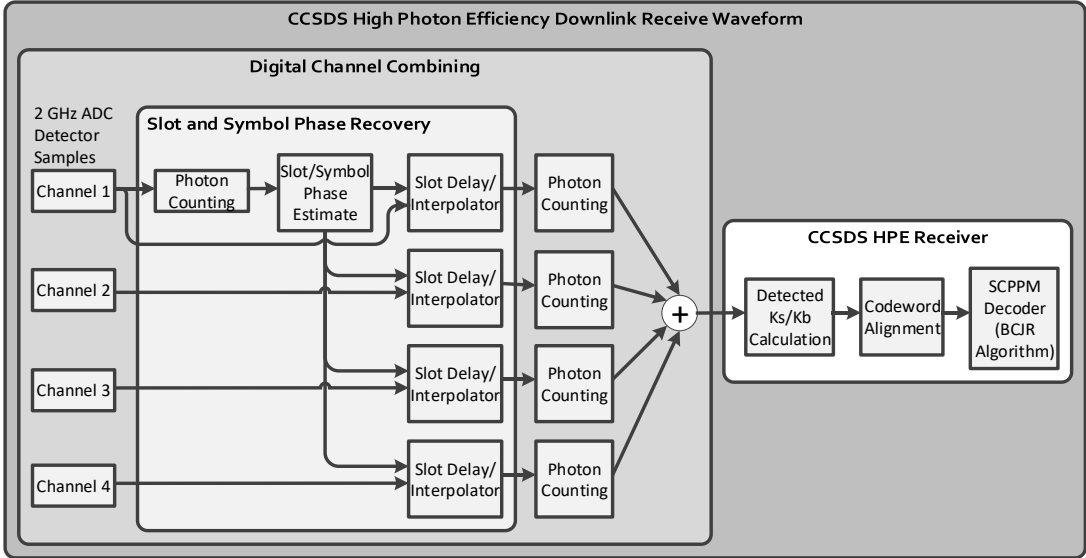 CCSDS High Photon Efficiency Downlink Receive Waveform
Digital Channel Combining
2 GHz ADC
Detector
Samples
Slot and Symbol Phase Recovery
Channel 1
Photon
Counting
Slot/Symbol
Phase
Estimate
Slot Delay/
Interpolator
Photon
Counting
Channel 2
Slot Delay/
Interpolator
Photon
Counting
Channel 3
Slot Delay/
Interpolator
Photon
Counting
Channel 4
Slot Delay/
Interpolator
Photon
Counting
+
CCSDS HPE Receiver
Detected
Ks/Kb
Calculation
Codeword
Alignment
SCPPM
Decoder
(BCJR
Algorithm)